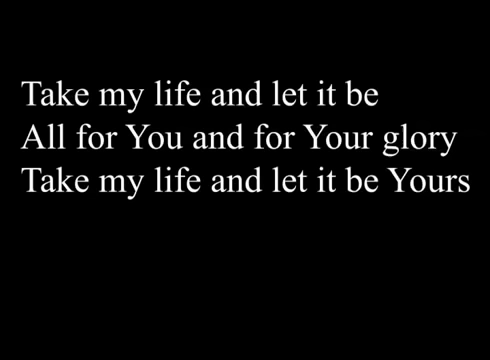 Take my life and let it be
All for You and for Your glory
Take my life and let it be Yours